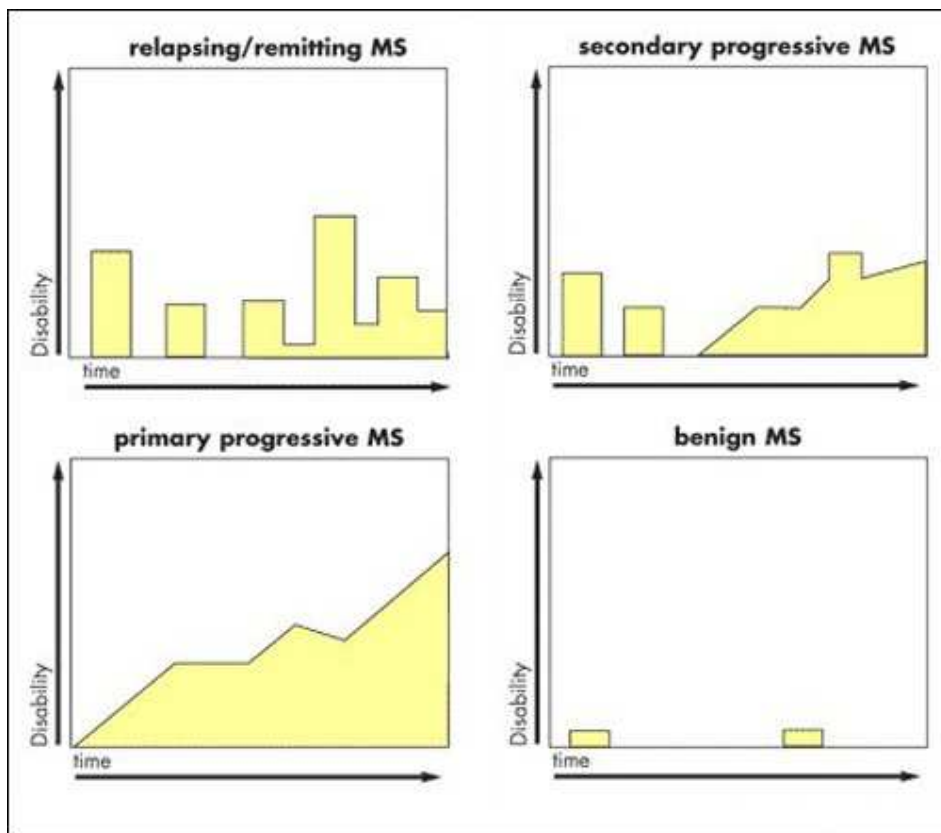 relapsing/remitting MS
Disability
time
secondary progressive MS
Disability
time
primary progressive MS
Disability
time
benign MS
Disability
time